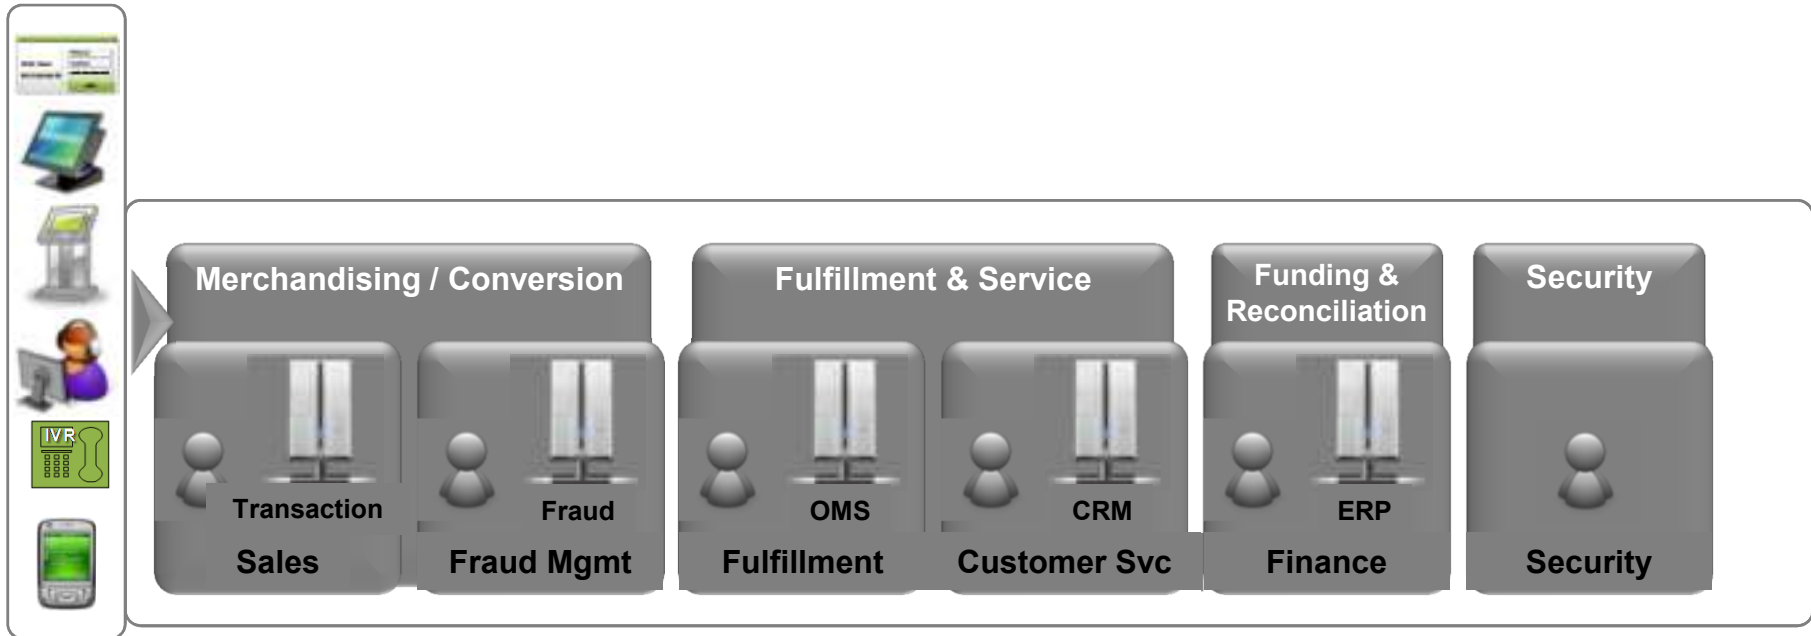 IVR
Merchandising / Conversion
Fulfillment & Service
Funding &
Reconciliation
Security
Transaction
Fraud
OMS
CRM
ERP
Sales
Fraud Mgmt
Fulfillment
Customer Svc
Finance
Security